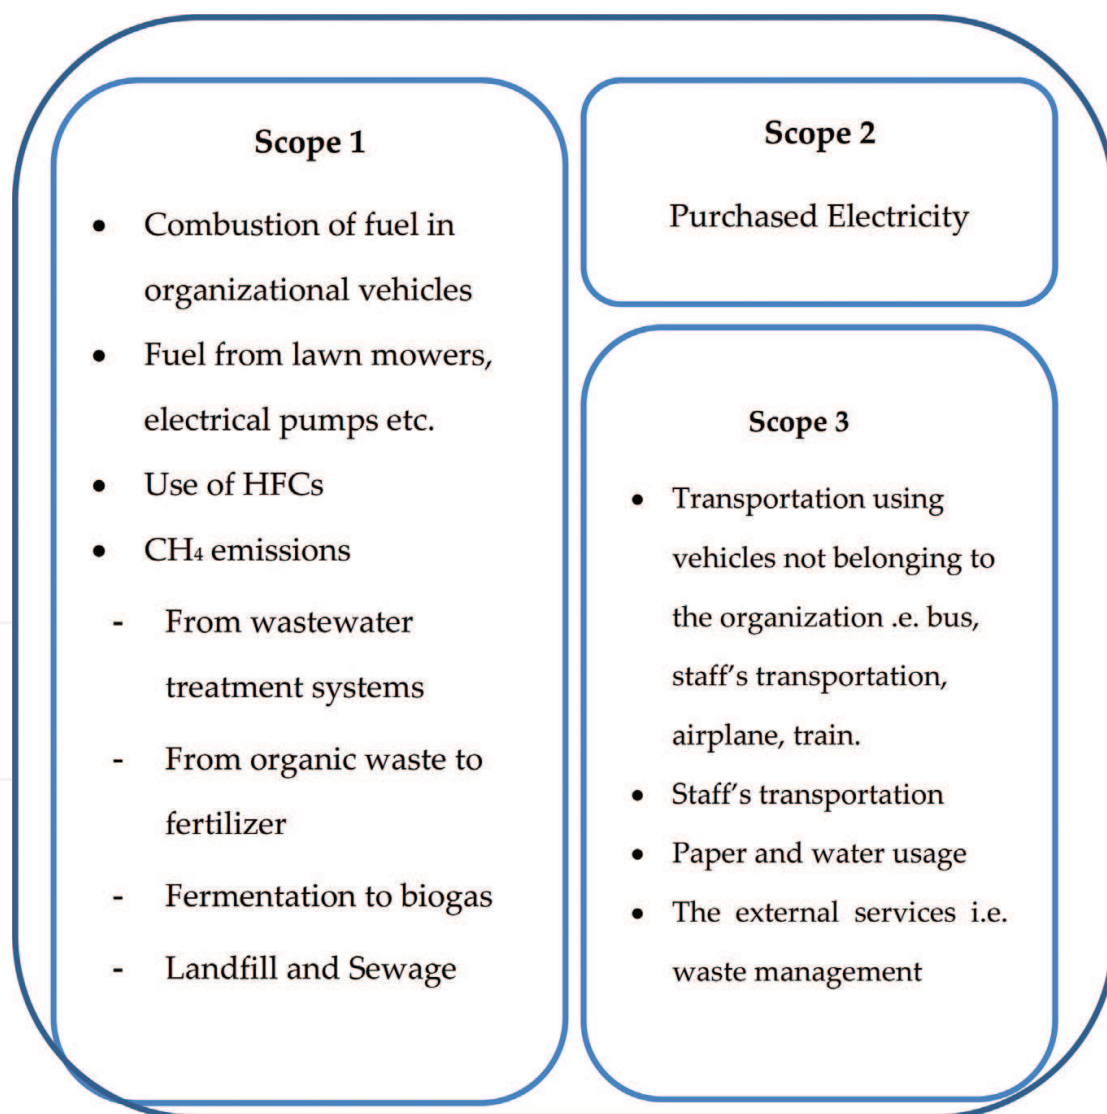 Scope 1
• Combustion of fuel in
organizational vehicles
• Fuel from lawn mowers,
electrical pumps etc.
• Use of HFCs
• CH₄ emissions
- From wastewater
treatment systems
- From organic waste to
fertilizer
- Fermentation to biogas
- Landfill and Sewage
Scope 2
Purchased Electricity
Scope 3
• Transportation using
vehicles not belonging to
the organization .e. bus,
staff’s transportation,
airplane, train.
• Staff’s transportation
• Paper and water usage
• The external services i.e.
waste management